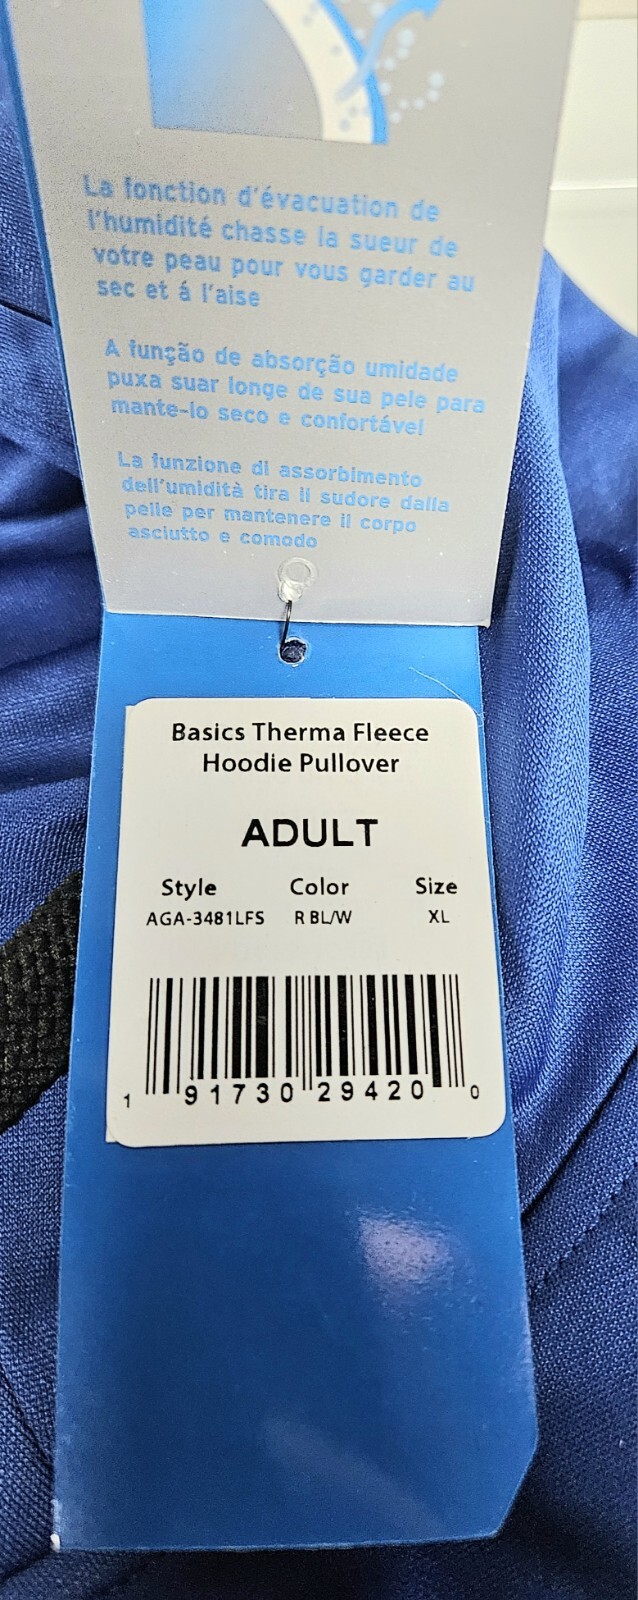 La fonction d'évacuation de
l'humidité chasse la sueur de
votre peau pour vous garder au
sec et á l'aise
A função de absorção umidade
puxa suar longe de sua pele para
mante-lo seco e confortável
La funzione di assorbimento
dell'umidità tira il sudore dalla
pelle per mantenere il corpo
asciutto e comodo
Basics Therma Fleece
Hoodie Pullover
ADULT
Style Color Size
AGA-3481LFS R BL/W XL
1 91730 29420 0